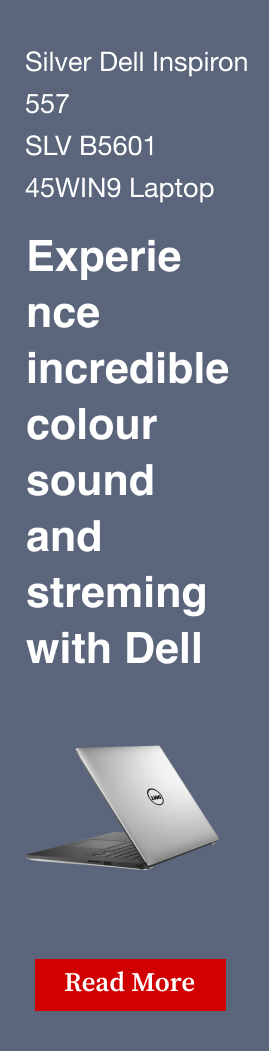 Silver Dell Inspiron
557
SLV B5601
45WIN9 Laptop
Experie
nce
incredible
colour
sound
and
streming
with Dell
DELL
Read More